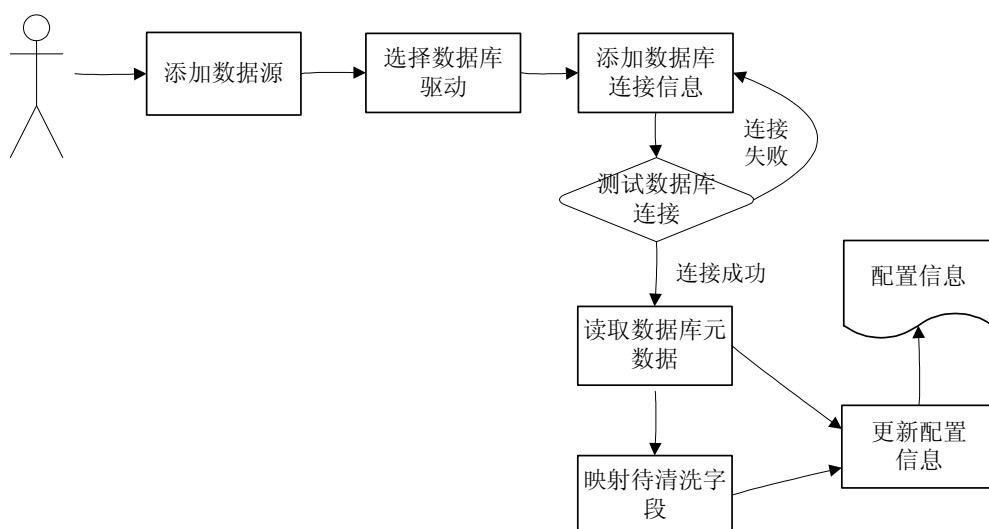 添加数据源
选择数据库
驱动
添加数据库
连接信息
连接
失败
测试数据库
连接
连接成功
配置信息
读取数据库元
数据
更新配置
信息
映射待清洗字
段